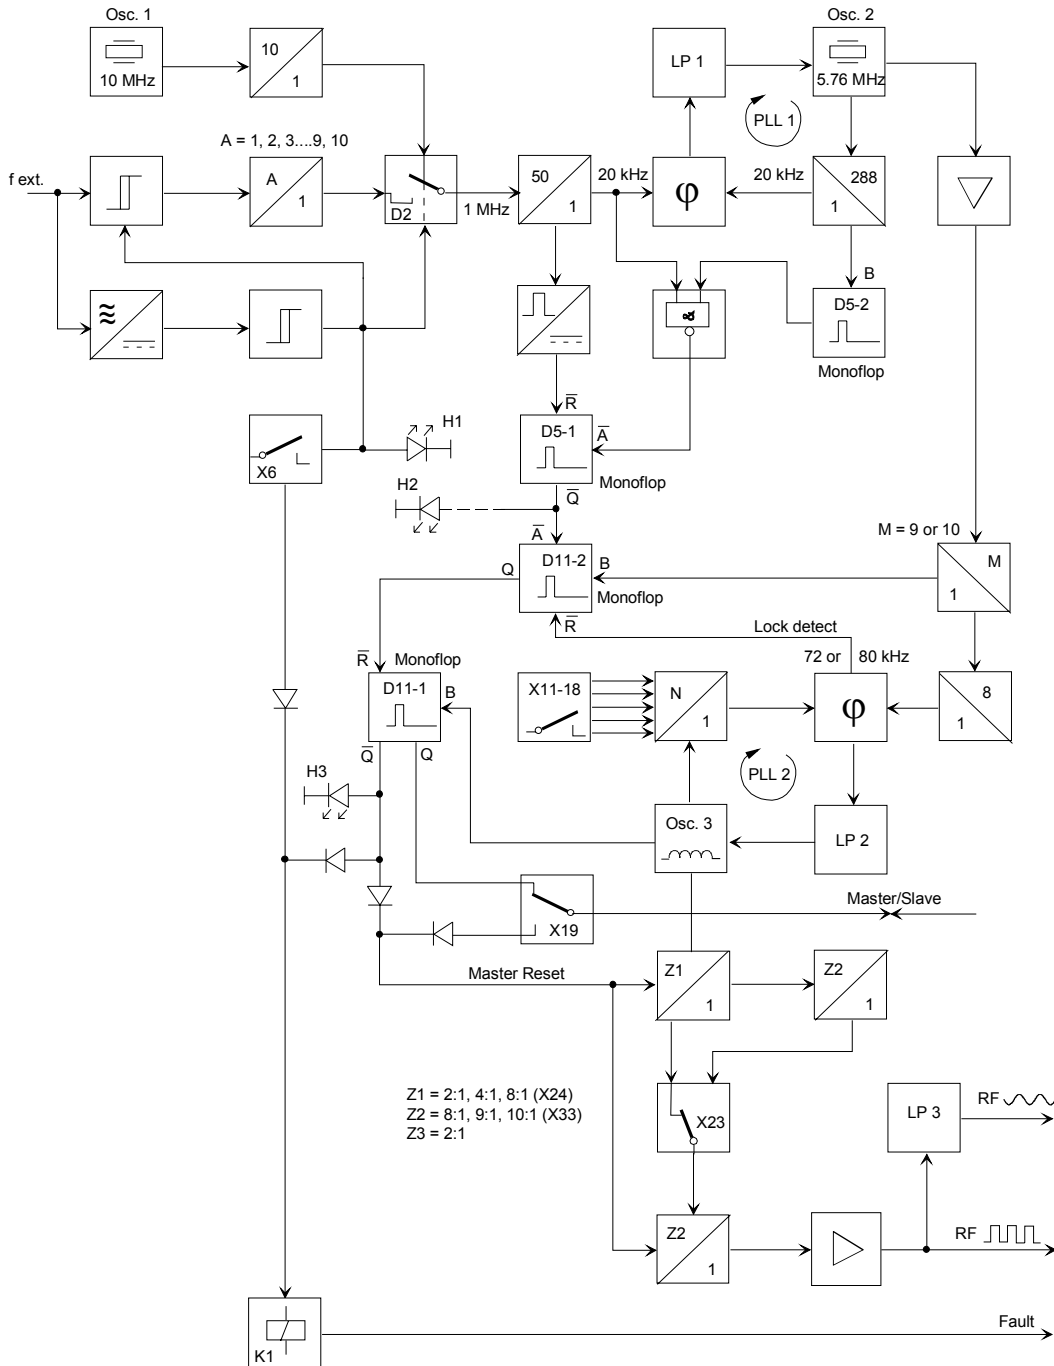 Osc. 1
10 MHz
10
1
LP 1
Osc. 2
5.76 MHz
PLL 1
A = 1, 2, 3....9, 10
f ext.
A
1
D2
1 MHz
50
1
20 kHz
φ
20 kHz
288
1
B
≋
&
D5-2
Monoflop
R̅
D5-1
A̅
Monoflop
Q̅
X6
H1
H2
A̅
D11-2
Q
B
Monoflop
R̅
M = 9 or 10
M
1
Lock detect
72 or 80 kHz
R̅
Monoflop
D11-1
B
Q̅
Q
X11-18
N
1
φ
8
1
PLL 2
H3
Osc. 3
LP 2
X19
Master/Slave
Master Reset
Z1
1
Z2
1
Z1 = 2:1, 4:1, 8:1 (X24)
Z2 = 8:1, 9:1, 10:1 (X33)
Z3 = 2:1
X23
LP 3
RF
Z2
1
RF
K1
Fault